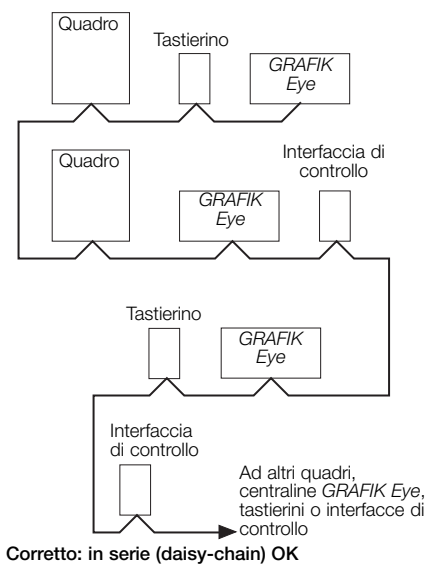 Quadro
Tastierino
GRAFIK
Eye
Quadro
GRAFIK
Eye
Interfaccia di
controllo
Tastierino
GRAFIK
Eye
Interfaccia
di controllo
Ad altri quadri,
centraline GRAFIK Eye,
tastierini o interfacce di
controllo
Corretto: in serie (daisy-chain) OK